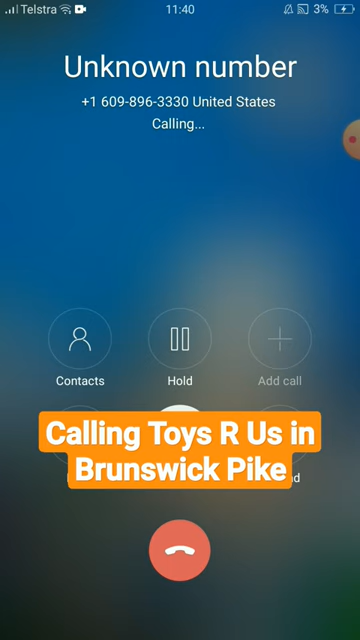 Telstra 11:40 3%
Unknown number
+1 609-896-3330 United States
Calling...
Contacts Hold Add call
Calling Toys R Us in
Brunswick Pike